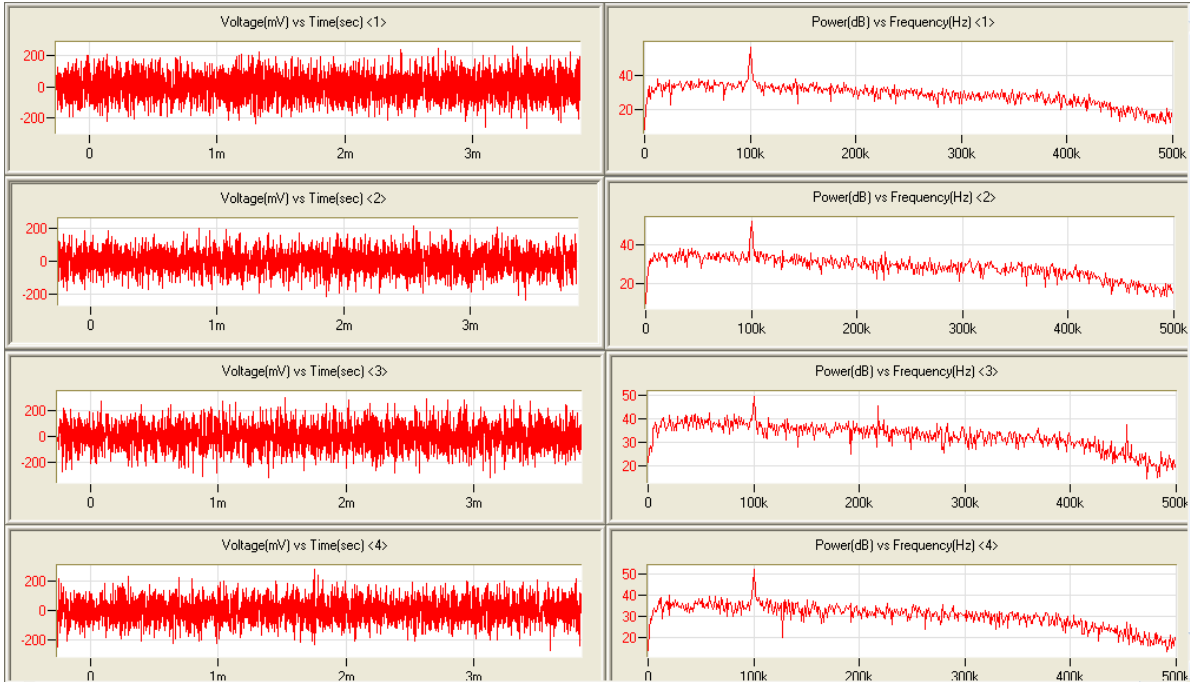 Voltage(mV) vs Time(sec) <1>
200
0
-200
0 1m 2m 3m
Power(dB) vs Frequency(Hz) <1>
40
20
0 100k 200k 300k 400k 500k
Voltage(mV) vs Time(sec) <2>
200
0
-200
0 1m 2m 3m
Power(dB) vs Frequency(Hz) <2>
40
20
0 100k 200k 300k 400k 500k
Voltage(mV) vs Time(sec) <3>
200
0
-200
0 1m 2m 3m
Power(dB) vs Frequency(Hz) <3>
50
40
30
20
0 100k 200k 300k 400k 500k
Voltage(mV) vs Time(sec) <4>
200
0
-200
0 1m 2m 3m
Power(dB) vs Frequency(Hz) <4>
50
40
30
20
0 100k 200k 300k 400k 500k